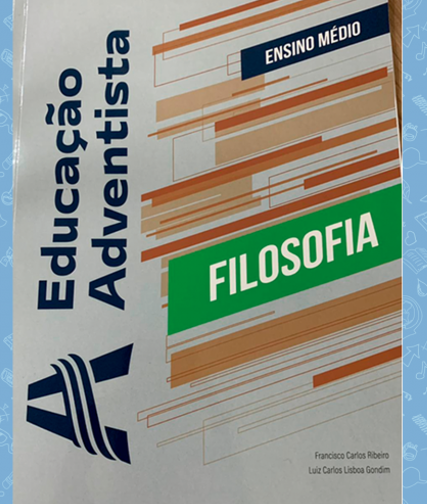 Educação
Adventista
ENSINO MÉDIO
FILOSOFIA
Francisco Carlos Ribeiro
Luiz Carlos Lisboa Gondim